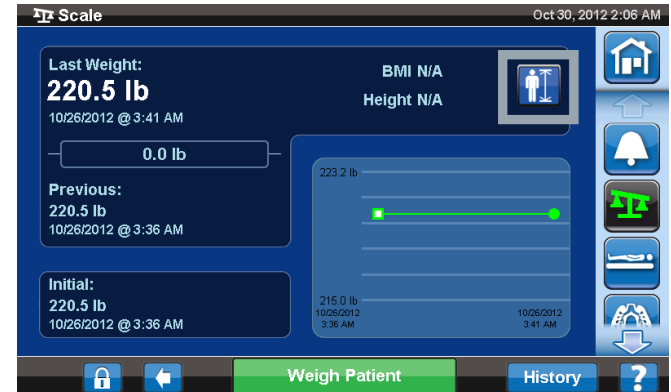 Scale
Oct 30, 2012 2:06 AM
Last Weight:
220.5 lb
10/26/2012 @ 3:41 AM
BMI N/A
Height N/A
0.0 lb
Previous:
220.5 lb
10/26/2012 @ 3:36 AM
Initial:
220.5 lb
10/26/2012 @ 3:36 AM
223.2 lb
215.0 lb
10/26/2012
3:36 AM
10/26/2012
3:41 AM
Weigh Patient
History
?